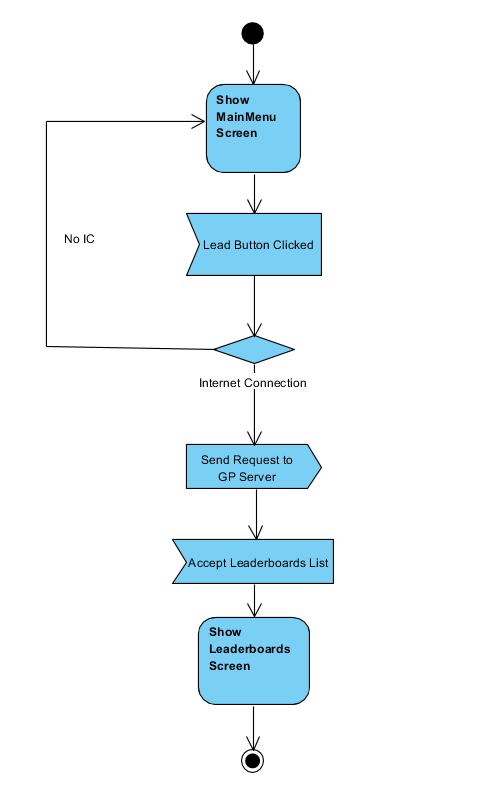 Show
MainMenu
Screen
No IC
Lead Button Clicked
Internet Connection
Send Request to
GP Server
Accept Leaderboards List
Show
Leaderboards
Screen